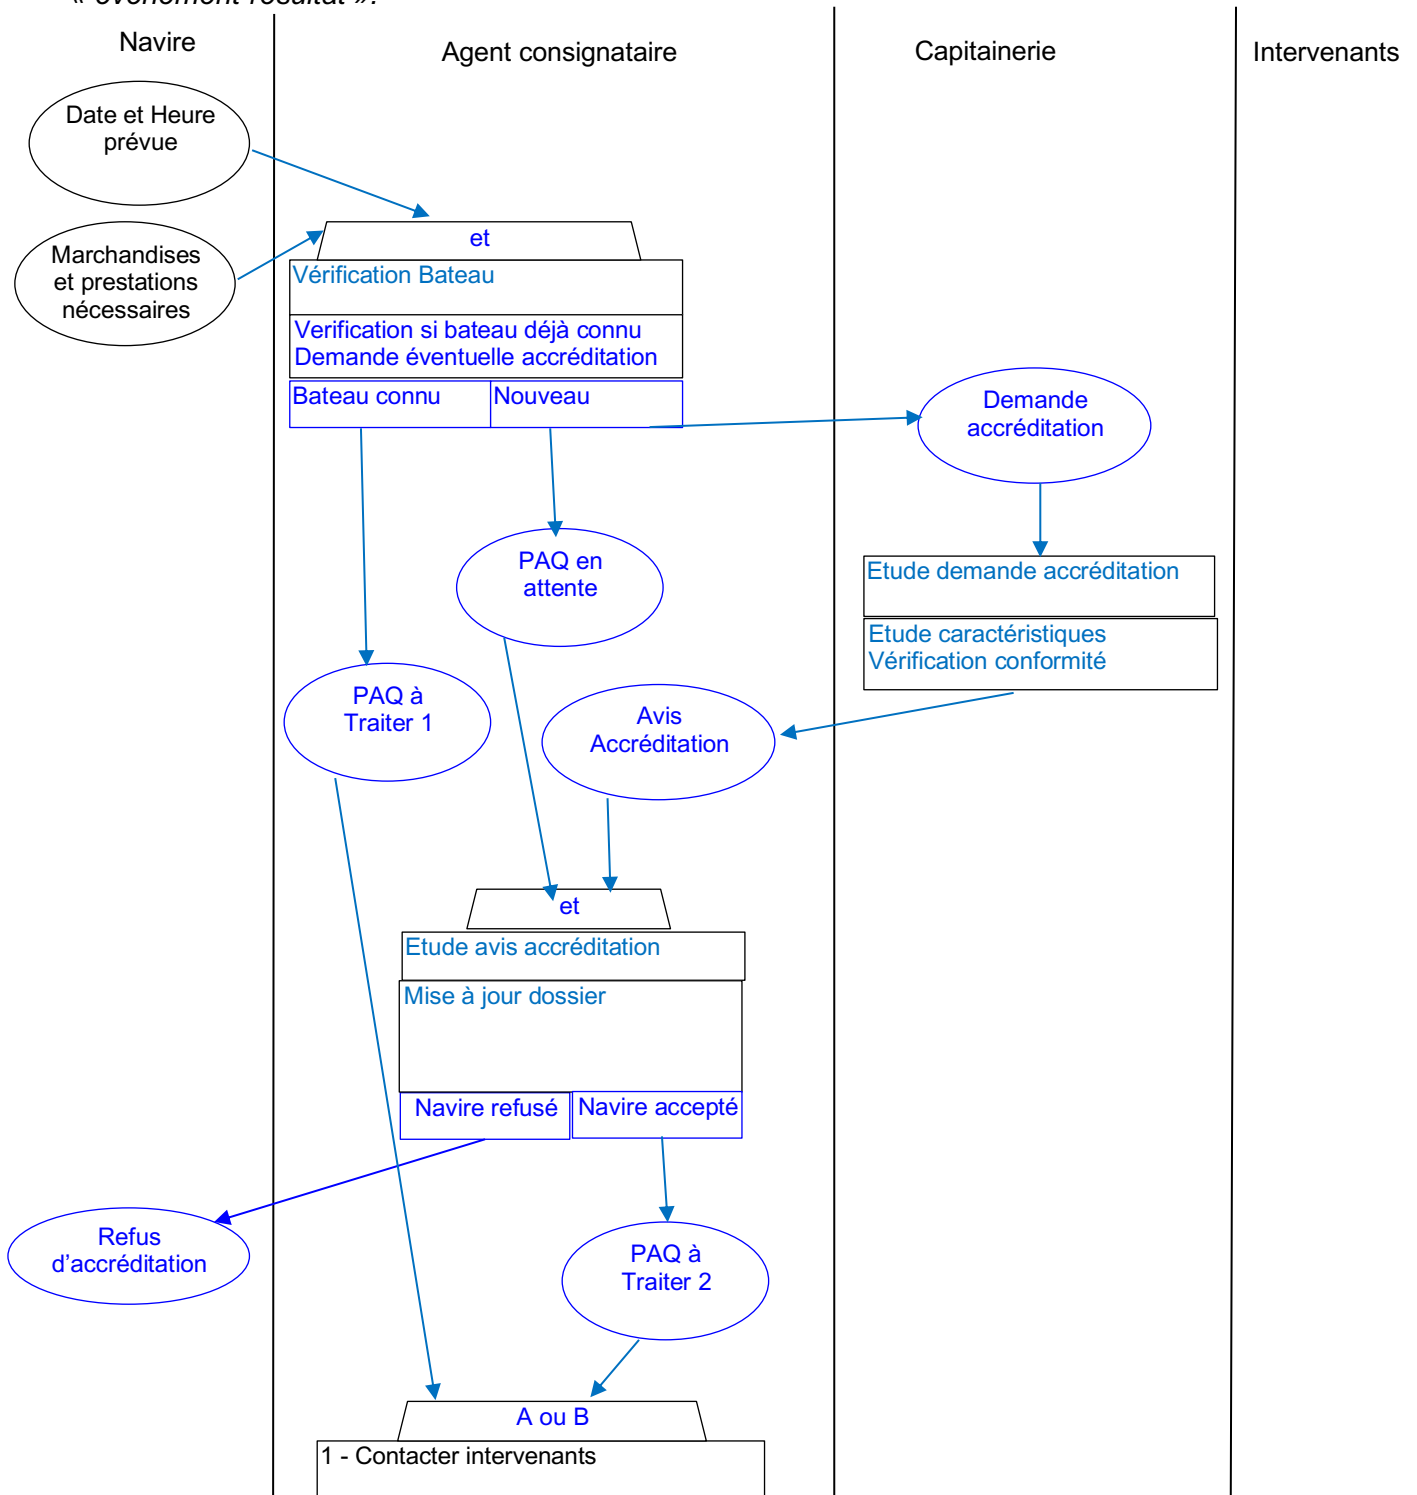 « évènement résultat ».
Navire
Agent consignataire
Capitainerie
Intervenants
Date et Heure
prévue
Marchandises
et prestations
nécessaires
et
Vérification Bateau
Verification si bateau déjà connu
Demande éventuelle accréditation
Bateau connu
Nouveau
Demande
accréditation
PAQ en
attente
Etude demande accréditation
Etude caractéristiques
Vérification conformité
PAQ à
Traiter 1
Avis
Accréditation
et
Etude avis accréditation
Mise à jour dossier
Navire refusé
Navire accepté
Refus
d’accréditation
PAQ à
Traiter 2
A ou B
1 - Contacter intervenants